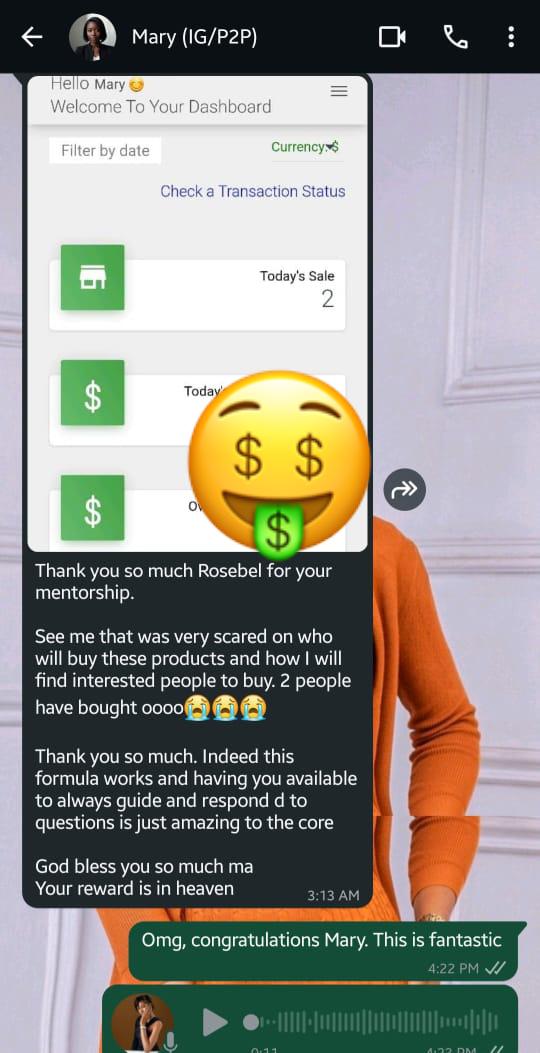 Mary (IG/P2P)
Hello Mary 😊
Welcome To Your Dashboard
Filter by date
Currency:$
Check a Transaction Status
Today's Sale
2
$
$
$ $
$
Thank you so much Rosebel for your
mentorship.
See me that was very scared on who
will buy these products and how I will
find interested people to buy. 2 people
have bought oooo😭😭😭
Thank you so much. Indeed this
formula works and having you available
to always guide and respond d to
questions is just amazing to the core
God bless you so much ma
Your reward is in heaven
3:13 AM
Omg, congratulations Mary. This is fantastic
4:22 PM
0:11
4:23 PM